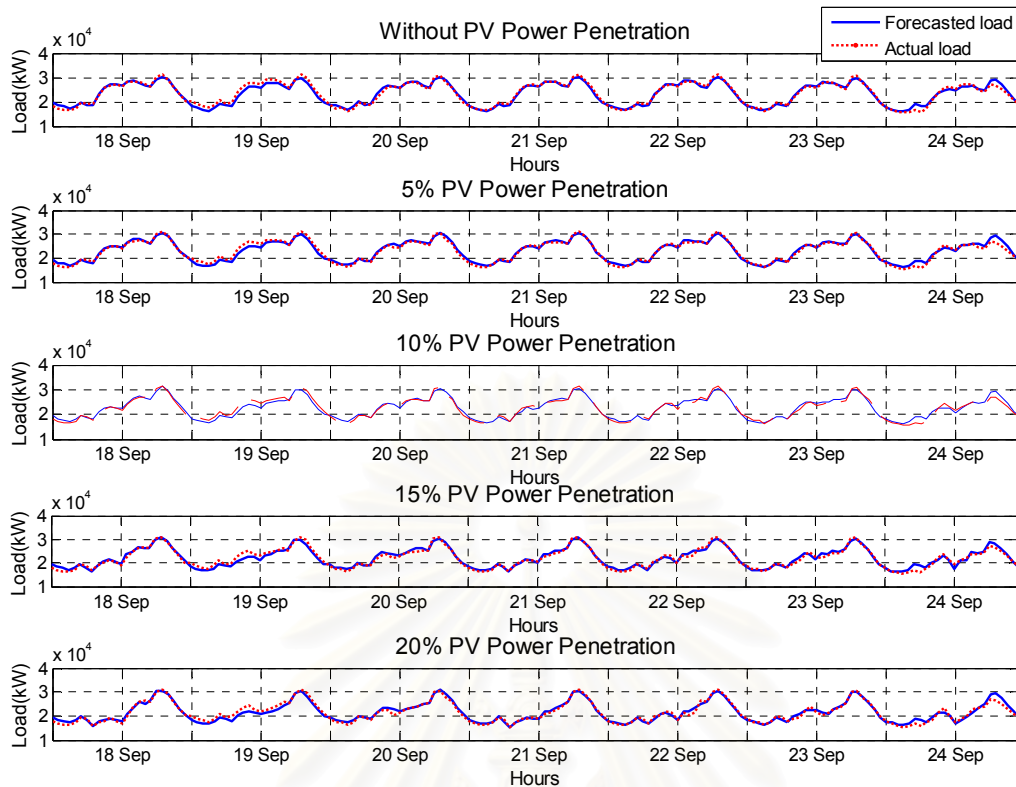 Forecasted load
Actual load
Without PV Power Penetration
x 10^4
4
3
2
1
Load(kW)
18 Sep 19 Sep 20 Sep 21 Sep 22 Sep 23 Sep 24 Sep
Hours
5% PV Power Penetration
x 10^4
4
3
2
1
Load(kW)
18 Sep 19 Sep 20 Sep 21 Sep 22 Sep 23 Sep 24 Sep
Hours
10% PV Power Penetration
x 10^4
4
3
2
1
Load(kW)
18 Sep 19 Sep 20 Sep 21 Sep 22 Sep 23 Sep 24 Sep
Hours
15% PV Power Penetration
x 10^4
4
3
2
1
Load(kW)
18 Sep 19 Sep 20 Sep 21 Sep 22 Sep 23 Sep 24 Sep
Hours
20% PV Power Penetration
x 10^4
4
3
2
1
Load(kW)
18 Sep 19 Sep 20 Sep 21 Sep 22 Sep 23 Sep 24 Sep
Hours